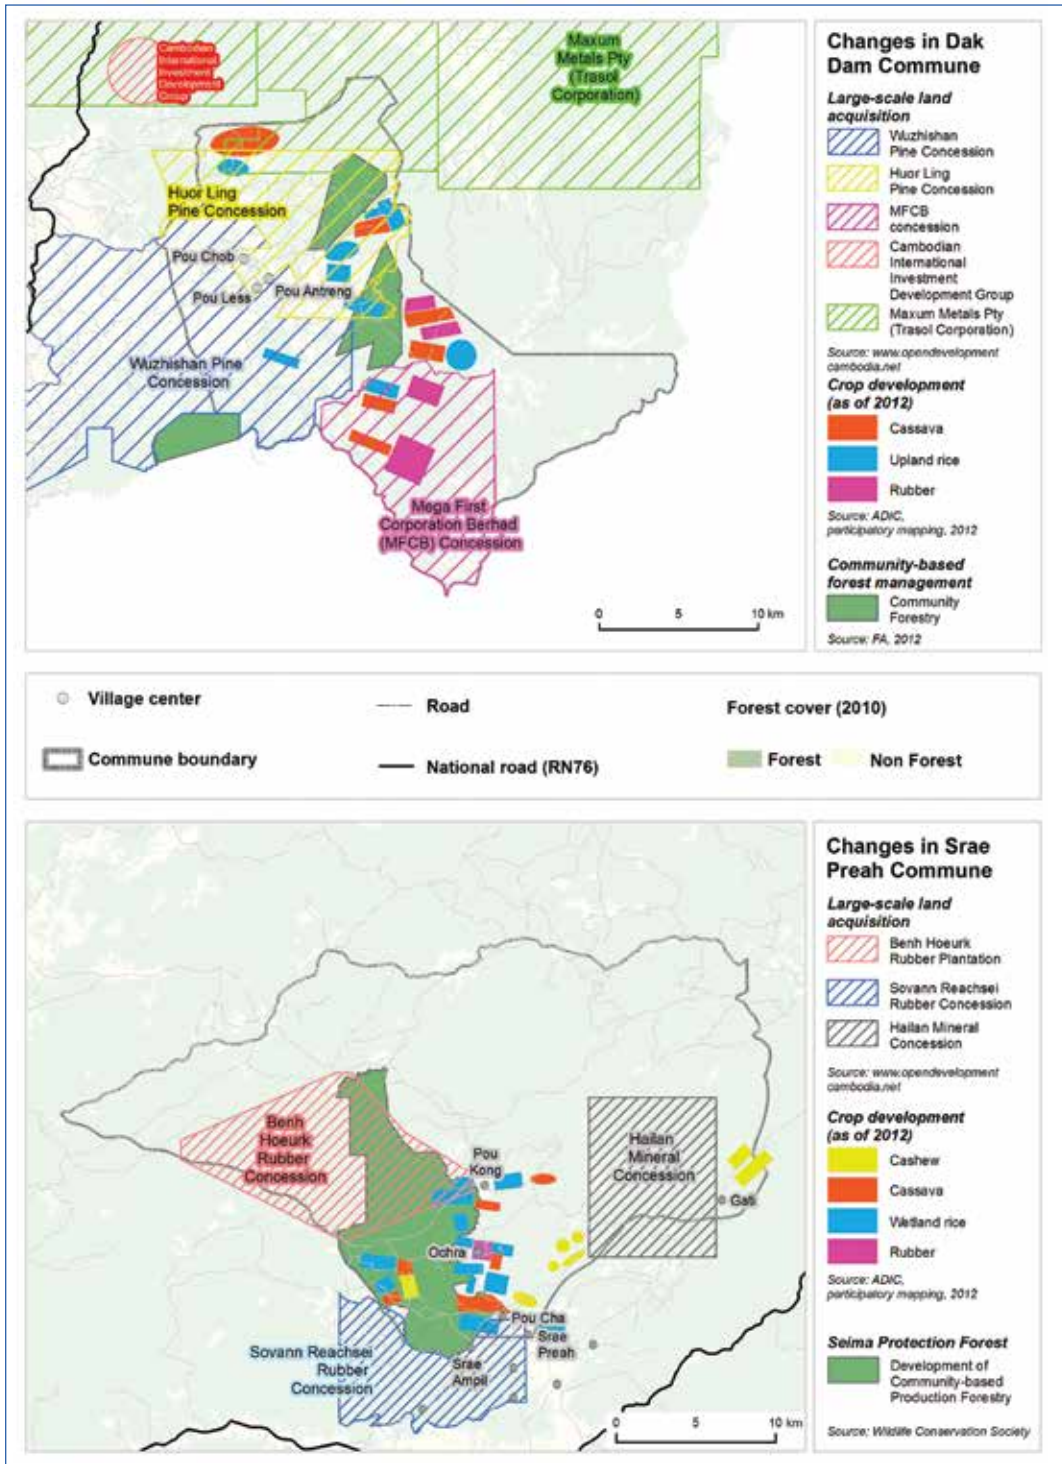 Cambodian
International
Investment
Development
Group
Maxum
Metals Pty
(Trasol
Corporation)
Huor Ling
Pine Concession
Pou Chob
Pou Less
Pou Antreng
Wuzhishan Pine
Concession
Mega First
Corporation Berhad
(MFCB) Concession
0 5 10 km
Changes in Dak
Dam Commune
Large-scale land
acquisition
Wuzhishan
Pine Concession
Huor Ling
Pine Concession
MFCB
concession
Cambodian
International
Investment
Development Group
Maxum Metals Pty
(Trasol Corporation)
Source: www.opendevelopment
cambodia.net
Crop development
(as of 2012)
Cassava
Upland rice
Rubber
Source: ADIC,
participatory mapping, 2012
Community-based
forest management
Community
Forestry
Source: FA, 2012
Village center
Commune boundary
Road
National road (RN76)
Forest cover (2010)
Forest
Non Forest
Benh
Hoeurk
Rubber
Concession
Pou
Kong
Hailan
Mineral
Concession
Gati
Ochra
Pou Cha
Srae
Preah
Srae
Ampil
Sovann Reachsei
Rubber
Concession
0 5 10 km
Changes in Srae
Preah Commune
Large-scale land
acquisition
Benh Hoeurk
Rubber Plantation
Sovann Reachsei
Rubber Concession
Hailan Mineral
Concession
Source: www.opendevelopment
cambodia.net
Crop development
(as of 2012)
Cashew
Cassava
Wetland rice
Rubber
Source: ADIC,
participatory mapping, 2012
Seima Protection Forest
Development of
Community-based
Production Forestry
Source: Wildlife Conservation Society